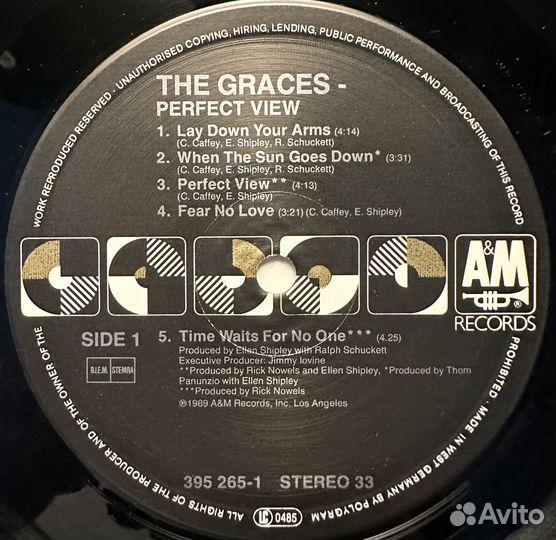 WORK REPRODUCED RESERVED - UNAUTHORISED COPYING, HIRING, LENDING, PUBLIC PERFORMANCE AND BROADCASTING OF THIS RECORD
PROHIBITED · MADE IN WEST GERMANY BY POLYGRAM
ALL RIGHTS OF THE PRODUCER AND OF THE OWNER OF THE
THE GRACES -
PERFECT VIEW
1. Lay Down Your Arms (4:14)
(C. Caffey, E. Shipley, R. Schuckett)
2. When The Sun Goes Down* (3:31)
(C. Caffey, E. Shipley, R. Schuckett)
3. Perfect View** (4:13)
(C. Caffey, E. Shipley)
4. Fear No Love (3:21) (C. Caffey, E. Shipley)
A&M
®
RECORDS
SIDE 1
B.I.E.M. STEMRA
5. Time Waits For No One*** (4.25)
Produced by Ellen Shipley with Ralph Schuckett
Executive Producer: Jimmy Iovine
**Produced by Rick Nowels and Ellen Shipley, *Produced by Thom
Panunzio with Ellen Shipley
***Produced by Rick Nowels
℗1989 A&M Records, Inc. Los Angeles
395 265-1 STEREO 33
LC 0485
Avito